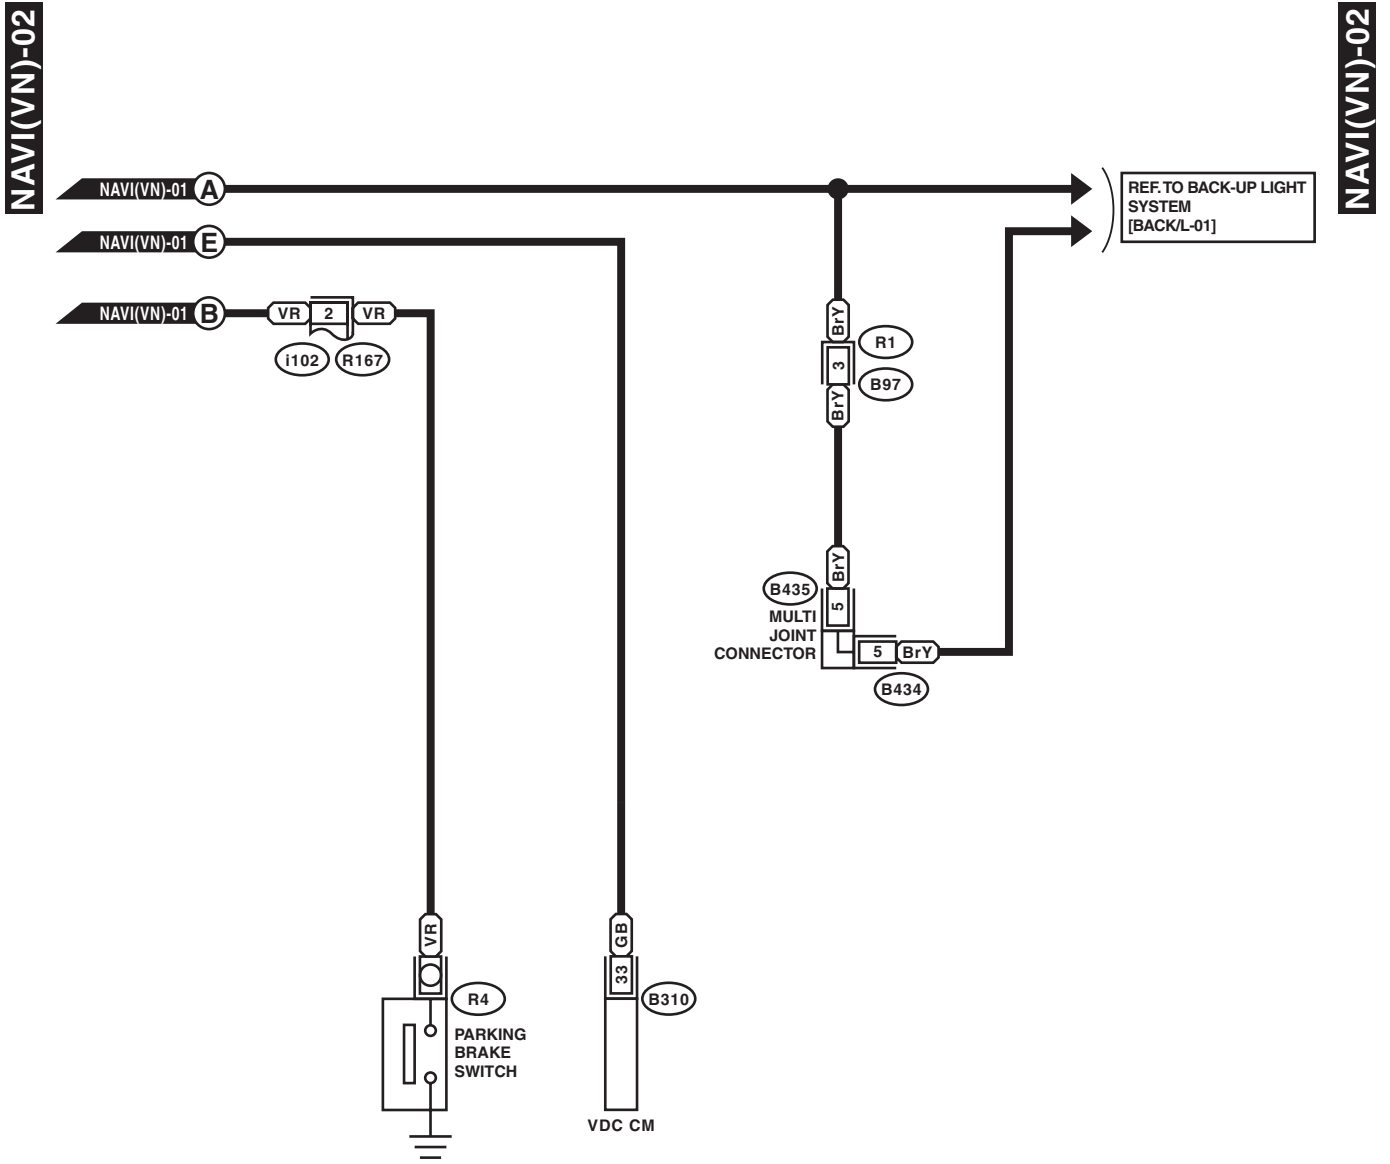 NAVI(VN)-02
NAVI(VN)-02
NAVI(VN)-01 A
REF. TO BACK-UP LIGHT
SYSTEM
[BACK/L-01]
NAVI(VN)-01 E
NAVI(VN)-01 B
VR 2 VR
i102 R167
BrY
R1
3
B97
BrY
BrY
B435
5
MULTI
JOINT
CONNECTOR
5 BrY
B434
VR
R4
PARKING
BRAKE
SWITCH
GB
33
B310
VDC CM